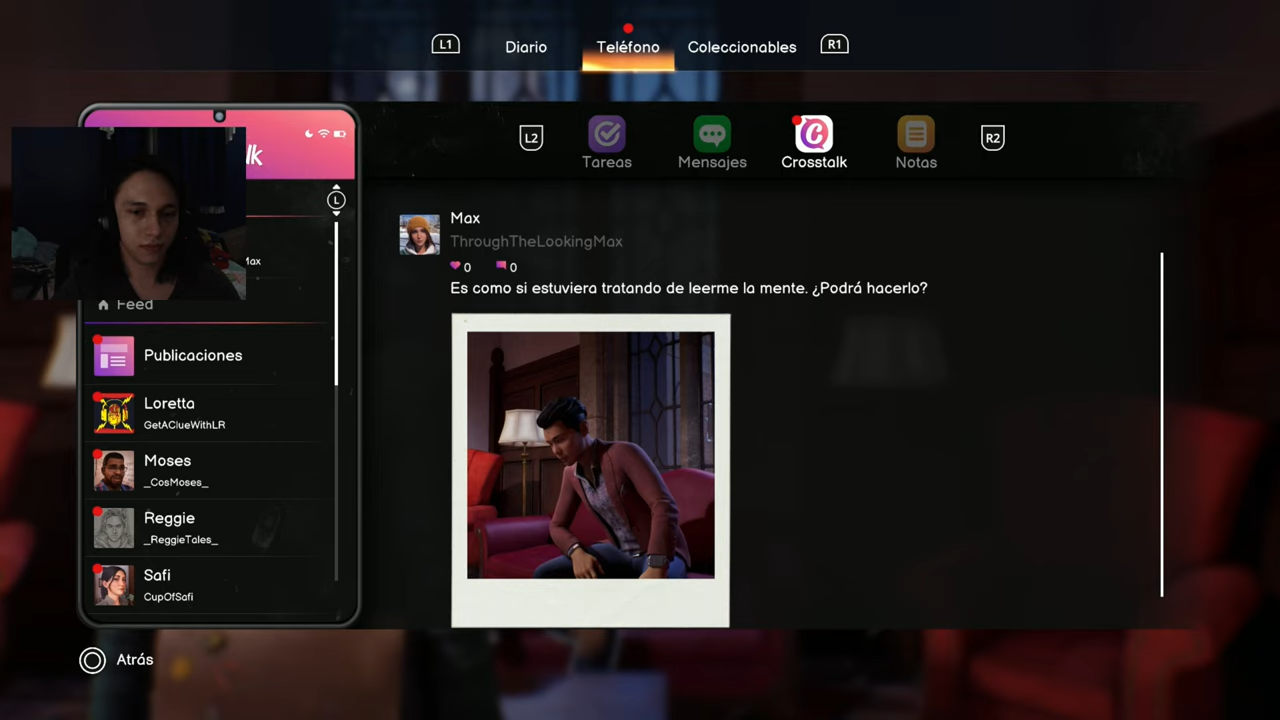 L1 Diario Teléfono Coleccionables R1
L2 R2
Tareas Mensajes Crosstalk Notas
lk
L
Max
ThroughTheLookingMax
0 0
Es como si estuviera tratando de leerme la mente. ¿Podrá hacerlo?
Feed
Publicaciones
Loretta
GetAClueWithLR
Moses
_CosMoses_
Reggie
_ReggieTales_
Safi
CupOfSafi
Atrás